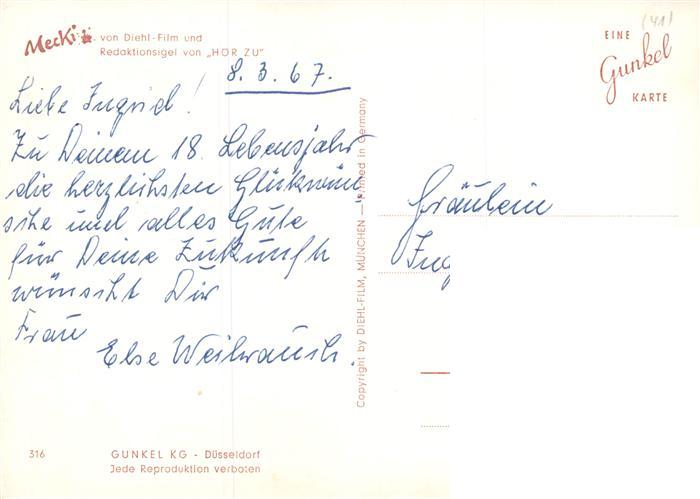 Mecki von Diehl-Film und
Redaktionsigel von „HÖR ZU"
8. 3. 67.
Liebe Ingrid!
Zu Deinem 18. Lebensjahr
die herzlichsten Glückwün
sche und alles Gute
für Deine Zukunft
wünscht Dir
Frau
Else Weihrauch.
316
GUNKEL KG - Düsseldorf
Jede Reproduktion verboten
Copyright by DIEHL-FILM, MÜNCHEN — Printed in Germany
(41)
EINE
Gunkel
KARTE
Fräulein
Ing